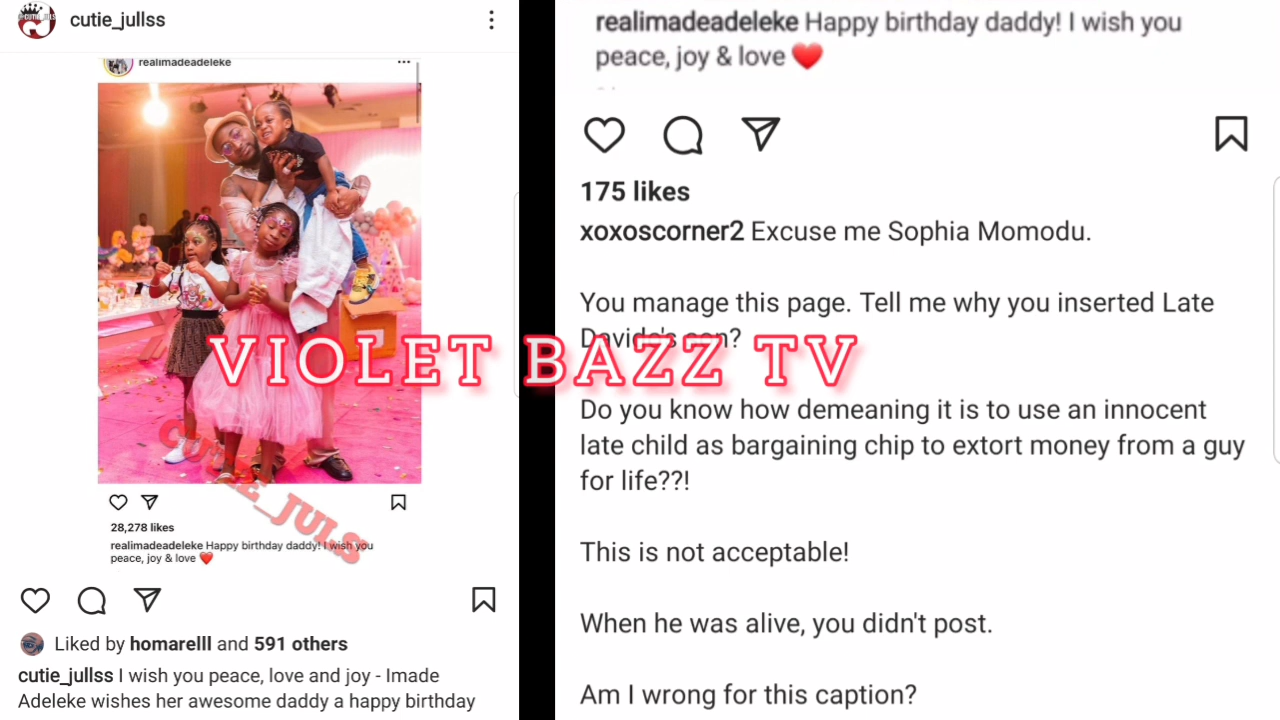 cutie_jullss
realimadeadeleke
CUTIE_JULS
28,278 likes
realimadeadeleke Happy birthday daddy! I wish you
peace, joy & love ❤️
Liked by homarelll and 591 others
cutie_jullss I wish you peace, love and joy - Imade
Adeleke wishes her awesome daddy a happy birthday
VIOLET BAZZ TV
realimadeadeleke Happy birthday daddy! I wish you
peace, joy & love ❤️
175 likes
xoxoscorner2 Excuse me Sophia Momodu.
You manage this page. Tell me why you inserted Late
Davido's son?
Do you know how demeaning it is to use an innocent
late child as bargaining chip to extort money from a guy
for life??!
This is not acceptable!
When he was alive, you didn't post.
Am I wrong for this caption?